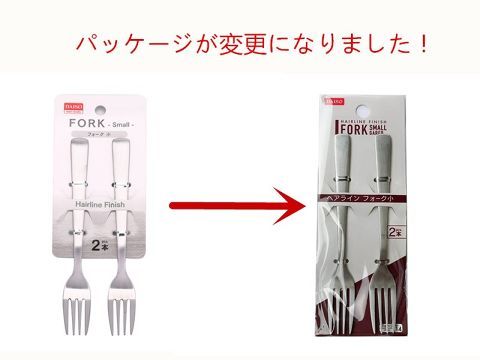 パッケージが変更になりました！
DAISO
FORK - Small -
フォーク 小
Hairline Finish
2本
DAISO
HAIRLINE FINISH
FORK SMALL
ヘアライン フォーク小
2本